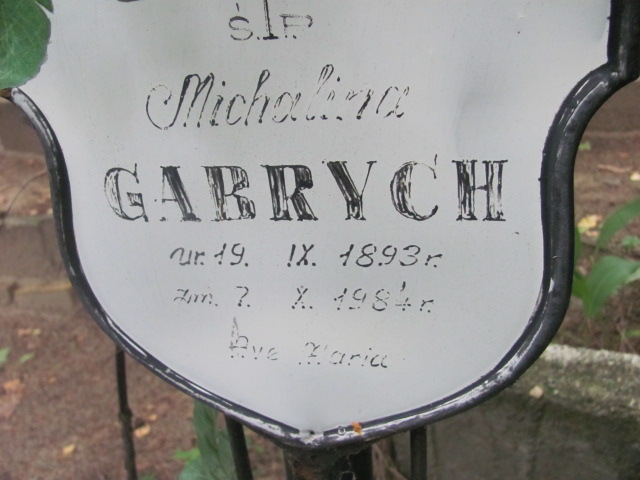 Ś.†P.
Michalina
GABRYCH
ur. 19. IX. 1893 r.
zm. 7. X. 1984 r.
Ave Maria